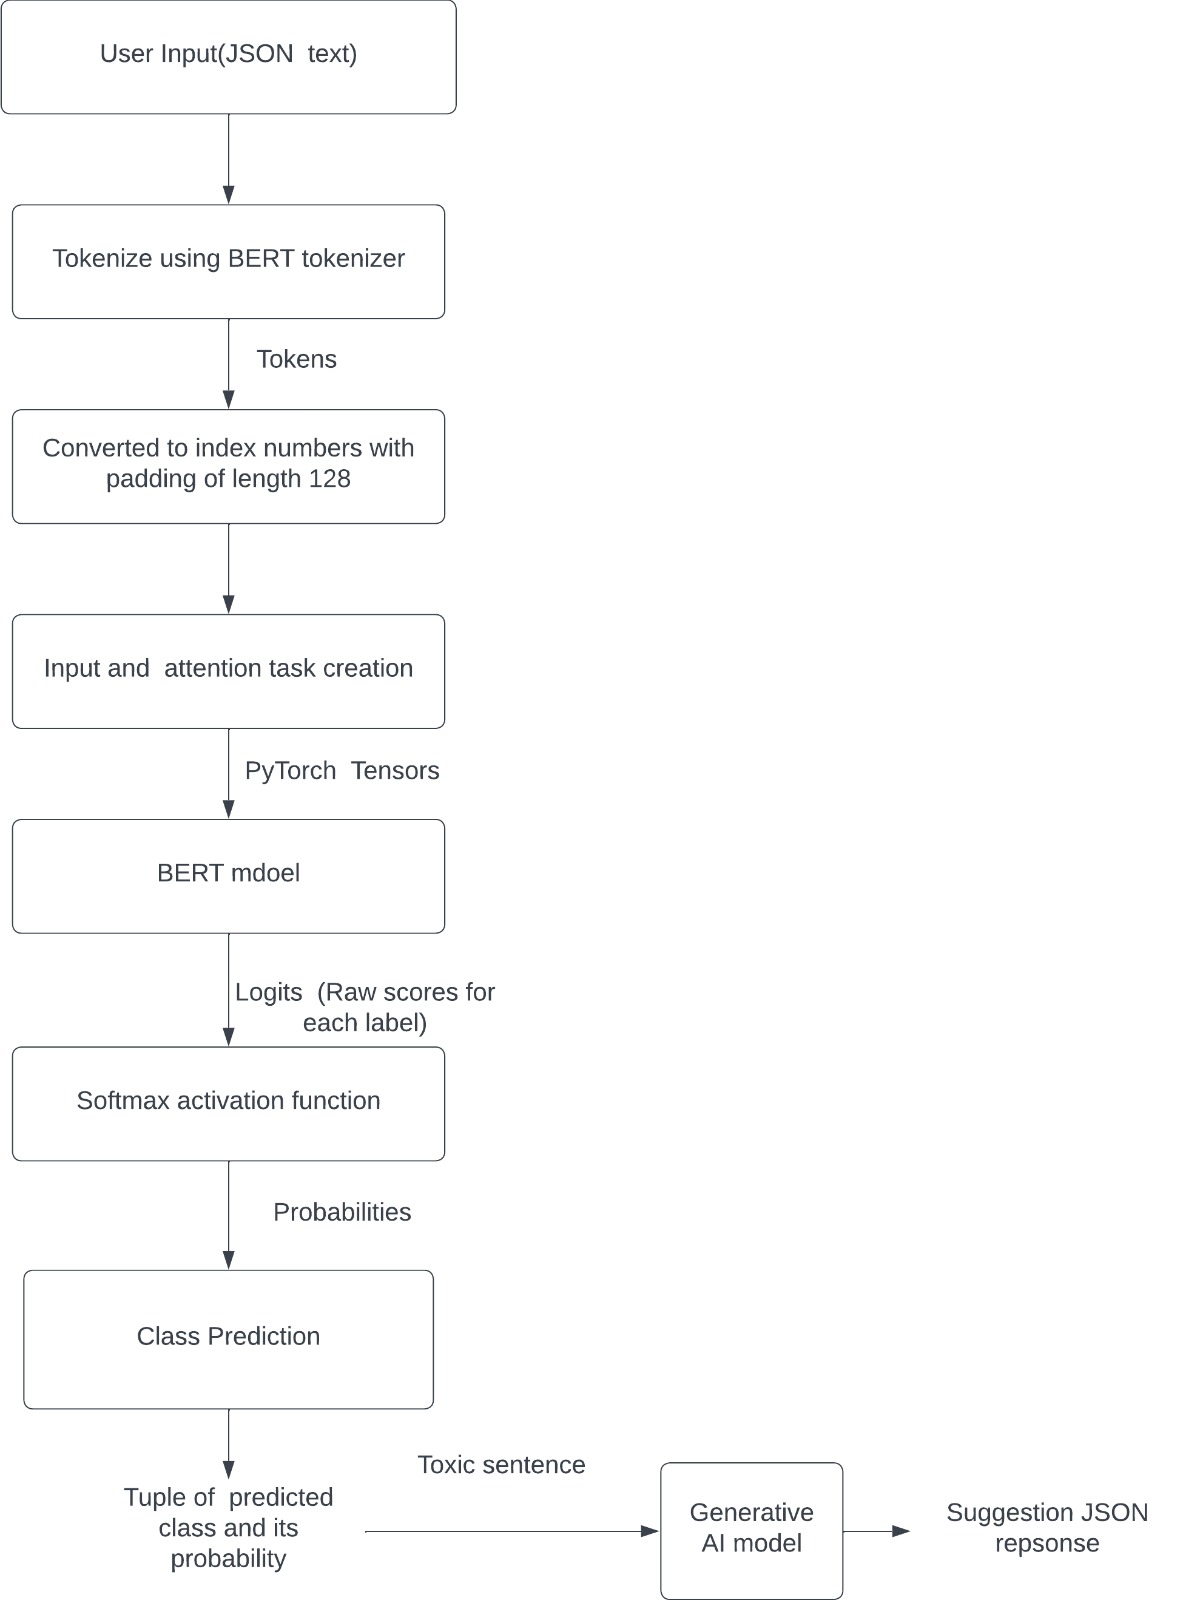 User Input(JSON  text)
Tokenize using BERT tokenizer
Tokens
Converted to index numbers with
padding of length 128
Input and  attention task creation
PyTorch  Tensors
BERT mdoel
Logits  (Raw scores for
each label)
Softmax activation function
Probabilities
Class Prediction
Tuple of  predicted
class and its
probability
Toxic sentence
Generative
AI model
Suggestion JSON
repsonse